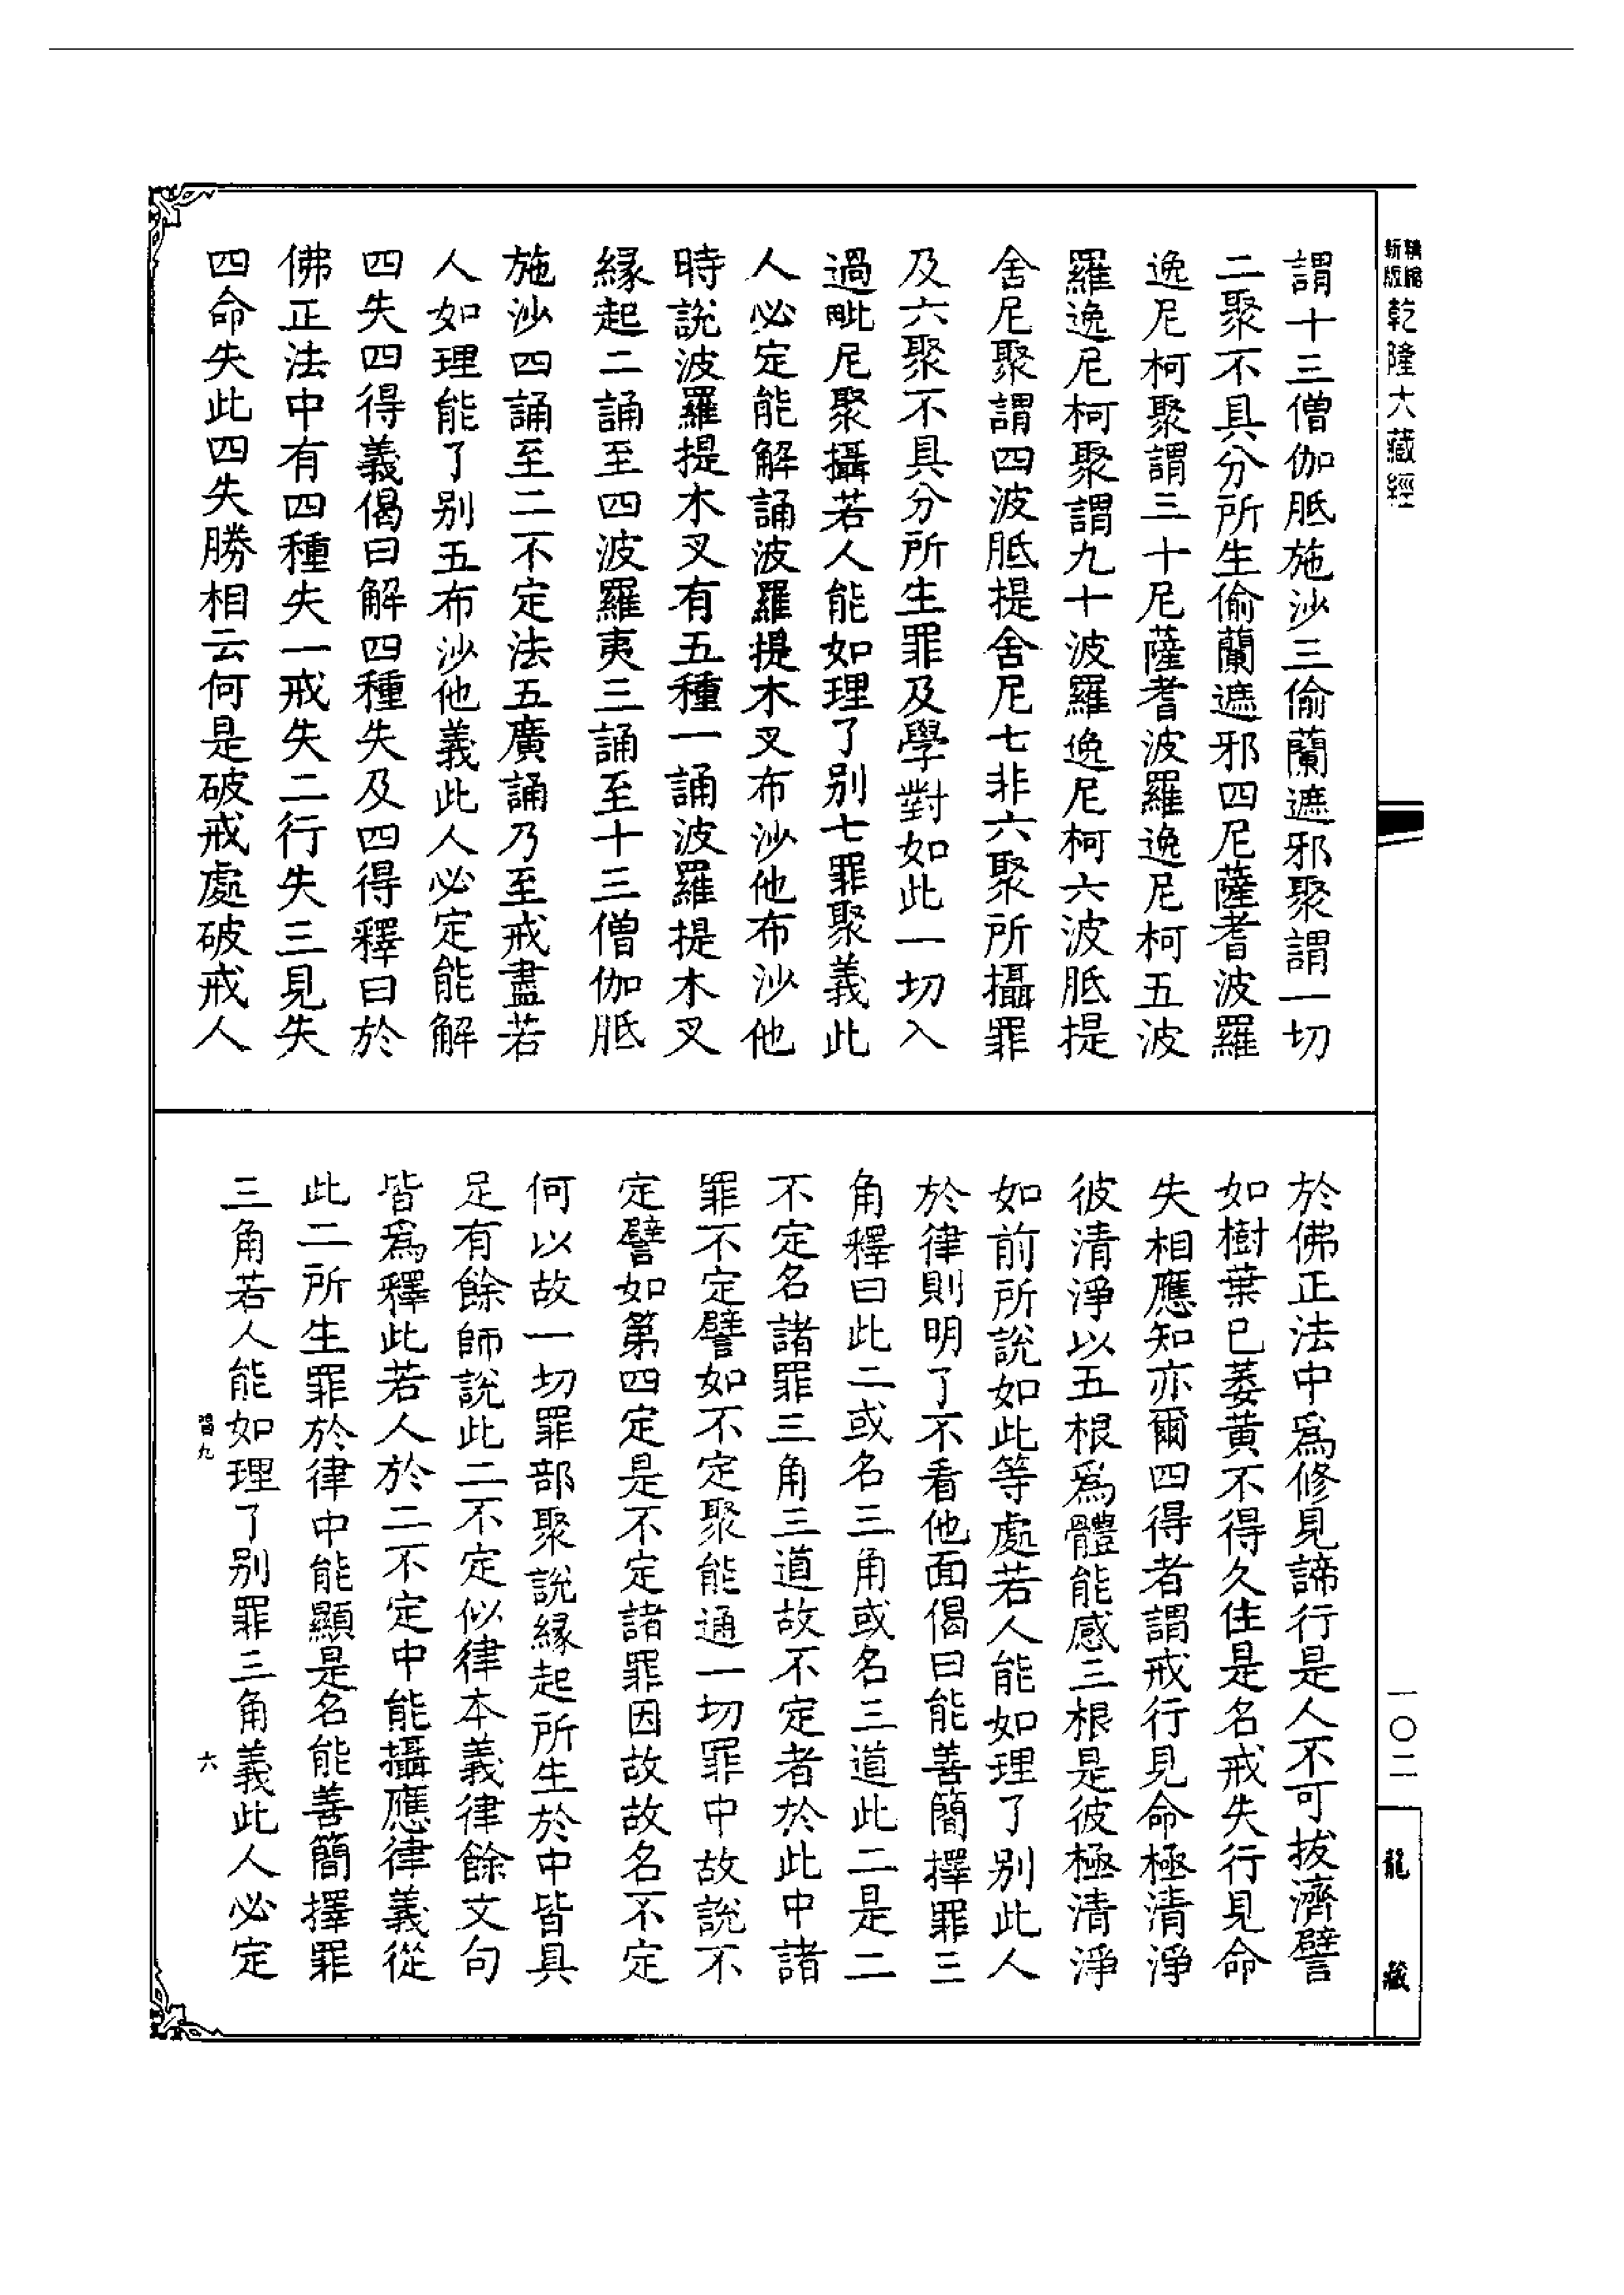 精縮新版乾隆大藏經
謂十三僧伽胝施沙三偷蘭遮邪聚謂一切
二聚不具分所生偷蘭遮邪四尼薩耆波羅
逸尼柯聚謂三十尼薩耆波羅逸尼柯五波
羅逸尼柯聚謂九十波羅逸尼柯六波胝提
舍尼聚謂四波胝提舍尼七非六聚所攝罪
及六聚不具分所生罪及學對如此一切入
過毗尼聚攝若人能如理了別七罪聚義此
人必定能解誦波羅提木叉布沙他布沙他
時說波羅提木叉有五種一誦波羅提木叉
緣起二誦至四波羅夷三誦至十三僧伽胝
施沙四誦至二不定法五廣誦乃至戒盡若
人如理能了別五布沙他義此人必定能解
四失四得義偈曰解四種失及四得釋曰於
佛正法中有四種失一戒失二行失三見失
四命失此四失勝相云何是破戒處破戒人
於佛正法中為修見諦行是人不可拔濟譬
如樹葉已萎黃不得久住是名戒失行見命
失相應知亦爾四得者謂戒行見命極清淨
彼清淨以五根為體能感三根是彼極清淨
如前所說如此等處若人能如理了別此人
於律則明了不看他面偈曰能善簡擇罪三
角釋曰此二或名三角或名三道此二是二
不定名諸罪三角三道故不定者於此中諸
罪不定譬如不定聚能通一切罪中故說不
定譬如第四定是不定諸罪因故故名不定
何以故一切罪部聚說緣起所生於中皆具
足有餘師說此二不定似律本義律餘文句
皆為釋此若人於二不定中能攝應律義從
此二所生罪於律中能顯是名能善簡擇罪
三角若人能如理了別罪三角義此人必定
六
一〇二
龍藏